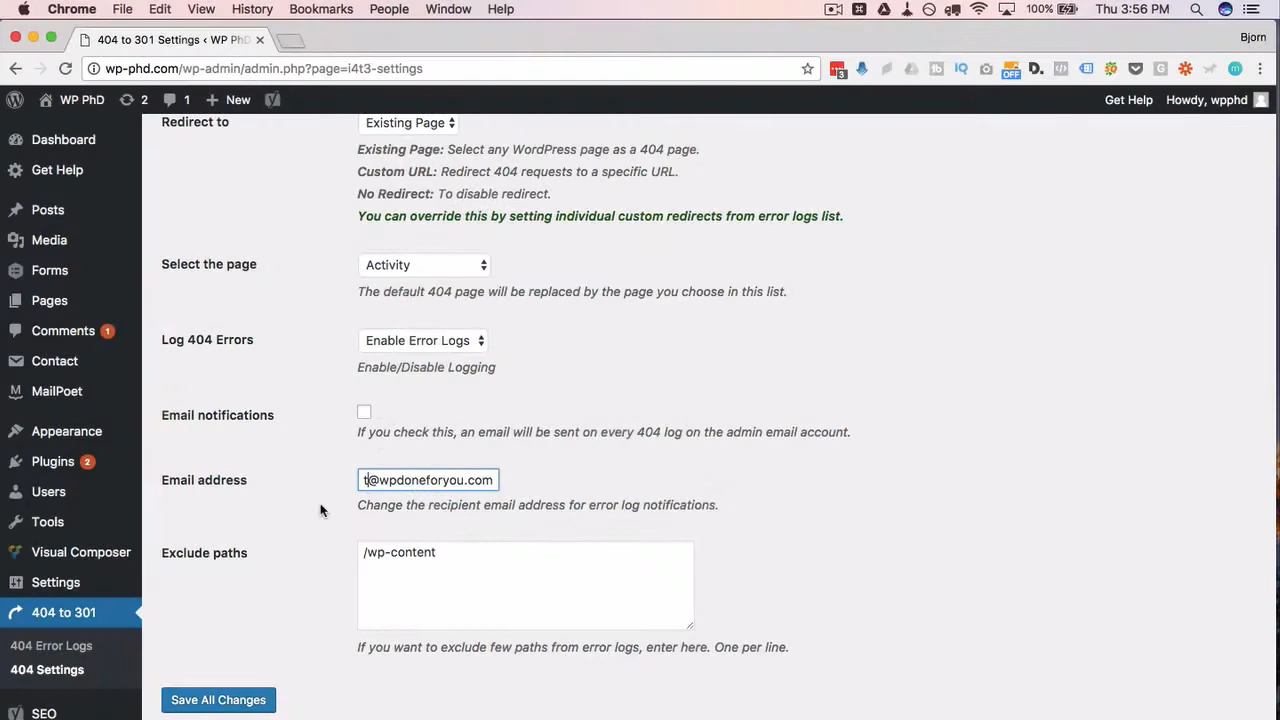 Chrome File Edit View History Bookmarks People Window Help 100% Thu 3:56 PM
404 to 301 Settings ‹ WP PhD Bjorn
wp-phd.com/wp-admin/admin.php?page=i4t3-settings
WP PhD 2 1 New Get Help Howdy, wpphd
Dashboard
Get Help
Posts
Media
Forms
Pages
Comments 1
Contact
MailPoet
Appearance
Plugins 2
Users
Tools
Visual Composer
Settings
404 to 301
404 Error Logs
404 Settings
SEO
Redirect to Existing Page
Existing Page: Select any WordPress page as a 404 page.
Custom URL: Redirect 404 requests to a specific URL.
No Redirect: To disable redirect.
You can override this by setting individual custom redirects from error logs list.
Select the page Activity
The default 404 page will be replaced by the page you choose in this list.
Log 404 Errors Enable Error Logs
Enable/Disable Logging
Email notifications
If you check this, an email will be sent on every 404 log on the admin email account.
Email address t@wpdoneforyou.com
Change the recipient email address for error log notifications.
Exclude paths /wp-content
If you want to exclude few paths from error logs, enter here. One per line.
Save All Changes